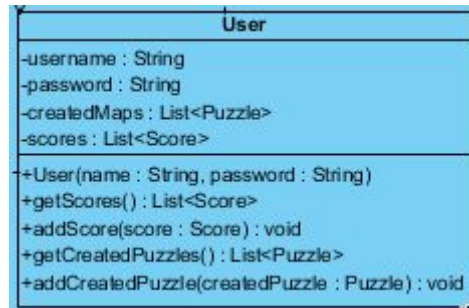 User
-username : String
-password : String
-createdMaps : List<Puzzle>
-scores : List<Score>
+User(name : String, password : String)
+getScores() : List<Score>
+addScore(score : Score) : void
+getCreatedPuzzles() : List<Puzzle>
+addCreatedPuzzle(createdPuzzle : Puzzle) : void